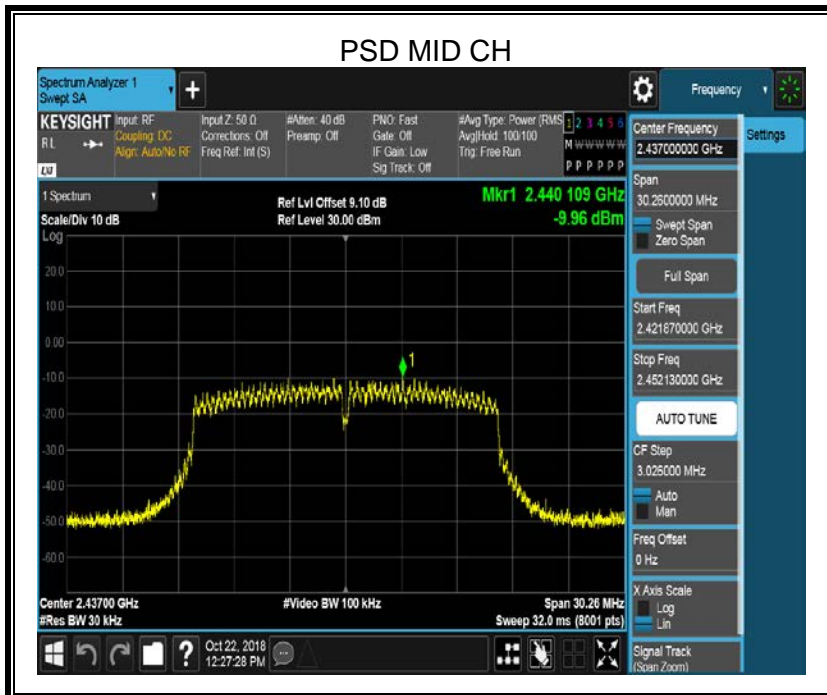 PSD MID CH
Spectrum Analyzer 1
Swept SA
+
Frequency
KEYSIGHT
RL
LXI
Input: RF
Coupling: DC
Align: Auto/No RF
Input Z: 50 Ω
Corrections: Off
Freq Ref: Int (S)
#Atten: 40 dB
Preamp: Off
PNO: Fast
Gate: Off
IF Gain: Low
Sig Track: Off
#Avg Type: Power (RMS
Avg|Hold: 100/100
Trig: Free Run
1 2 3 4 5 6
M W W W W W
P P P P P P
1 Spectrum
Scale/Div 10 dB
Log
Ref Lvl Offset 9.10 dB
Ref Level 30.00 dBm
Mkr1 2.440 109 GHz
-9.96 dBm
20.0
10.0
0.00
-10.0
-20.0
-30.0
-40.0
-50.0
-60.0
1
Center 2.43700 GHz
#Res BW 30 kHz
#Video BW 100 kHz
Span 30.26 MHz
Sweep 32.0 ms (8001 pts)
?
Oct 22, 2018
12:27:28 PM
Center Frequency
2.437000000 GHz
Settings
Span
30.2600000 MHz
Swept Span
Zero Span
Full Span
Start Freq
2.421870000 GHz
Stop Freq
2.452130000 GHz
AUTO TUNE
CF Step
3.026000 MHz
Auto
Man
Freq Offset
0 Hz
X Axis Scale
Log
Lin
Signal Track
(Span Zoom)